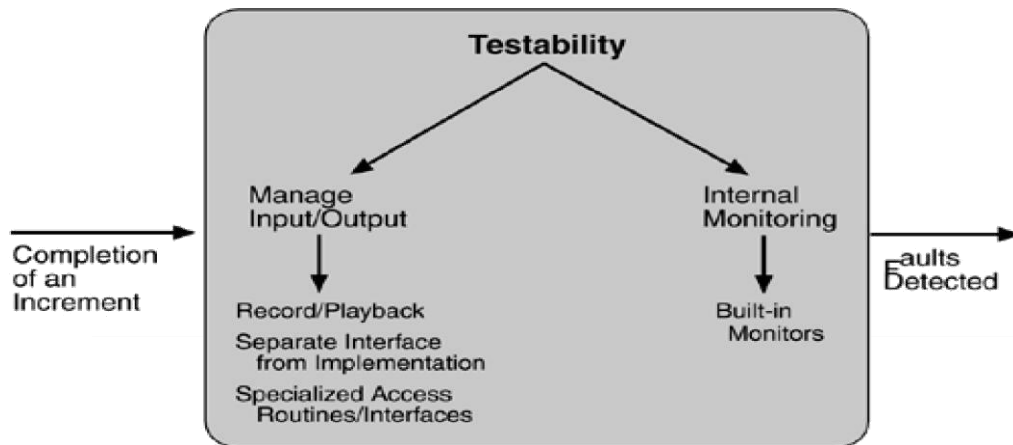 Testability
Manage
Input/Output
Internal
Monitoring
Completion
of an
Increment
Faults
Detected
Record/Playback
Separate Interface
from Implementation
Specialized Access
Routines/Interfaces
Built-in
Monitors